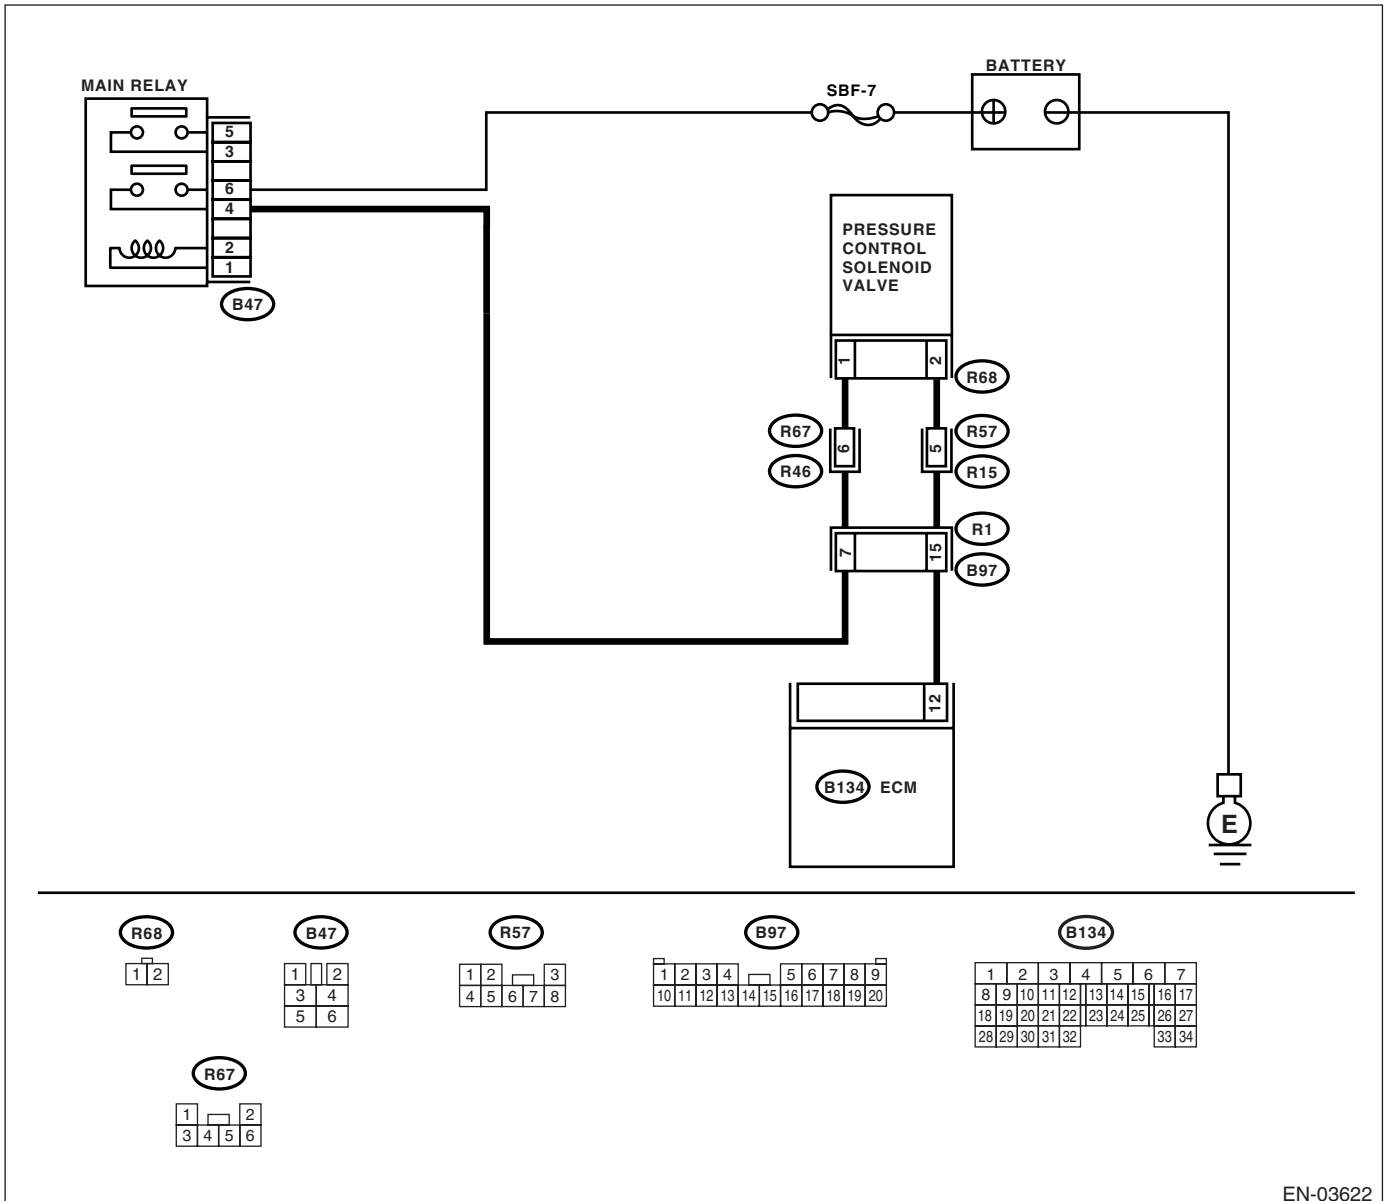 BATTERY
MAIN RELAY
SBF-7
5
3
6
4
2
1
B47
PRESSURE
CONTROL
SOLENOID
VALVE
1 2
R68
R67 6 5 R57
R46 R15
R1
7 15
B97
12
B134 ECM
E
R68 B47 R57 B97 B134
1 2
1 2
3 4
5 6
1 2 3
4 5 6 7 8
1 2 3 4 5 6 7 8 9
10 11 12 13 14 15 16 17 18 19 20
1 2 3 4 5 6 7
8 9 10 11 12 13 14 15 16 17
18 19 20 21 22 23 24 25 26 27
28 29 30 31 32 33 34
R67
1 2
3 4 5 6
EN-03622